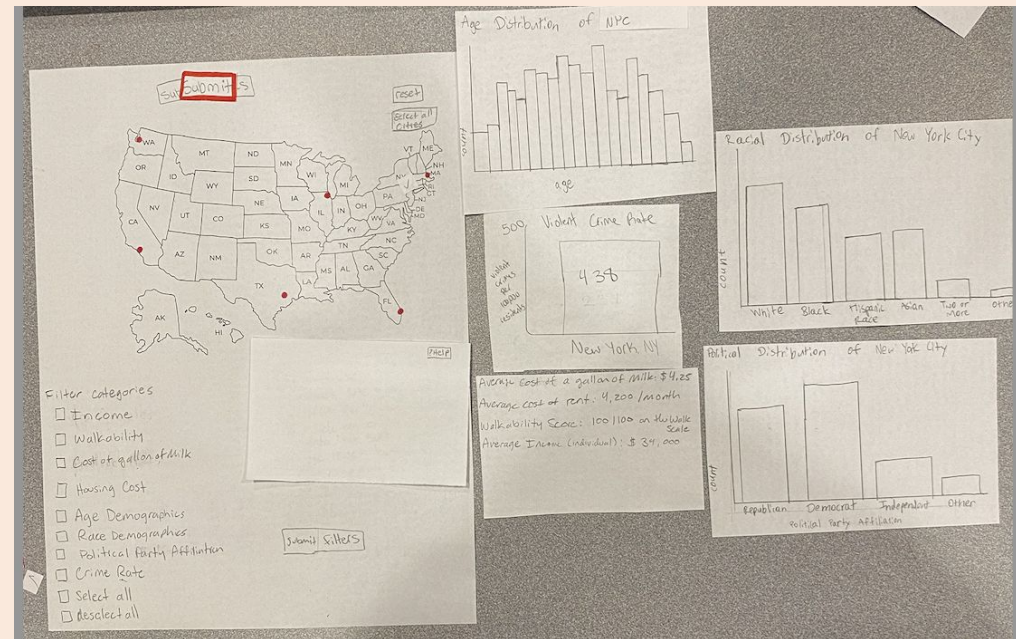 Submit
reset
Select all
Cities
WA
OR
CA
NV
ID
MT
WY
UT
AZ
CO
NM
ND
SD
NE
KS
OK
TX
MN
IA
MO
AR
LA
WI
IL
MI
IN
OH
KY
TN
MS
AL
GA
FL
SC
NC
VA
WV
PA
VT
ME
NH
MA
CT
NJ
DE
MD
AK
HI
Help
Filter categories
Income
Walkability
Cost of gallon of Milk
Housing Cost
Age Demographics
Race Demographics
Political Party Affiliation
Crime Rate
Select all
deselect all
Submit Filters
Age Distribution of NYC
count
age
500 Violent Crime Rate
violent
crimes
per
100,000
residents
438
New York NY
Average cost of a gallon of Milk: $4.25
Average cost of rent: 4,200/month
Walkability Score: 100/100 on the Walk
Scale
Average Income (individual): $34,000
Racial Distribution of New York City
count
White Black Hispanic Asian Two or
more
Race
Political Distribution of New York City
count
Republican Democrat Independent Other
Political Party Affiliation